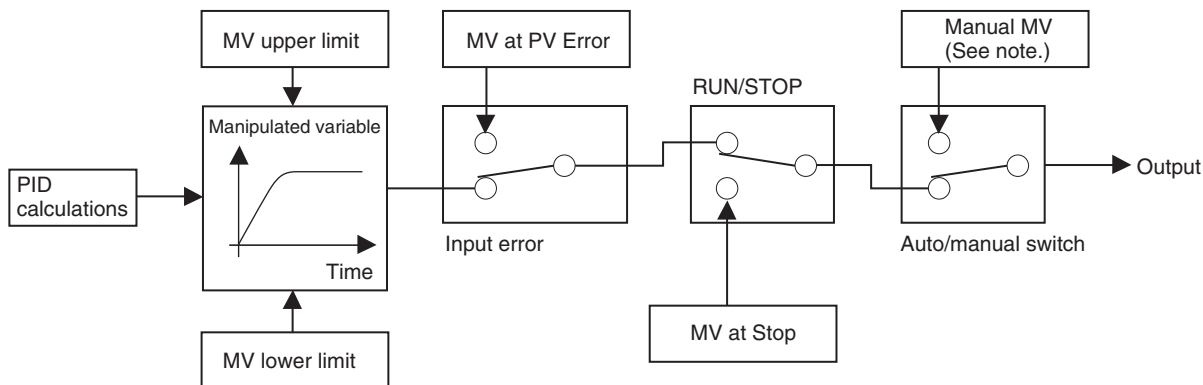 MV upper limit
MV at PV Error
Manual MV
(See note.)
RUN/STOP
Manipulated variable
PID
calculations
Time
Output
Input error
Auto/manual switch
MV at Stop
MV lower limit